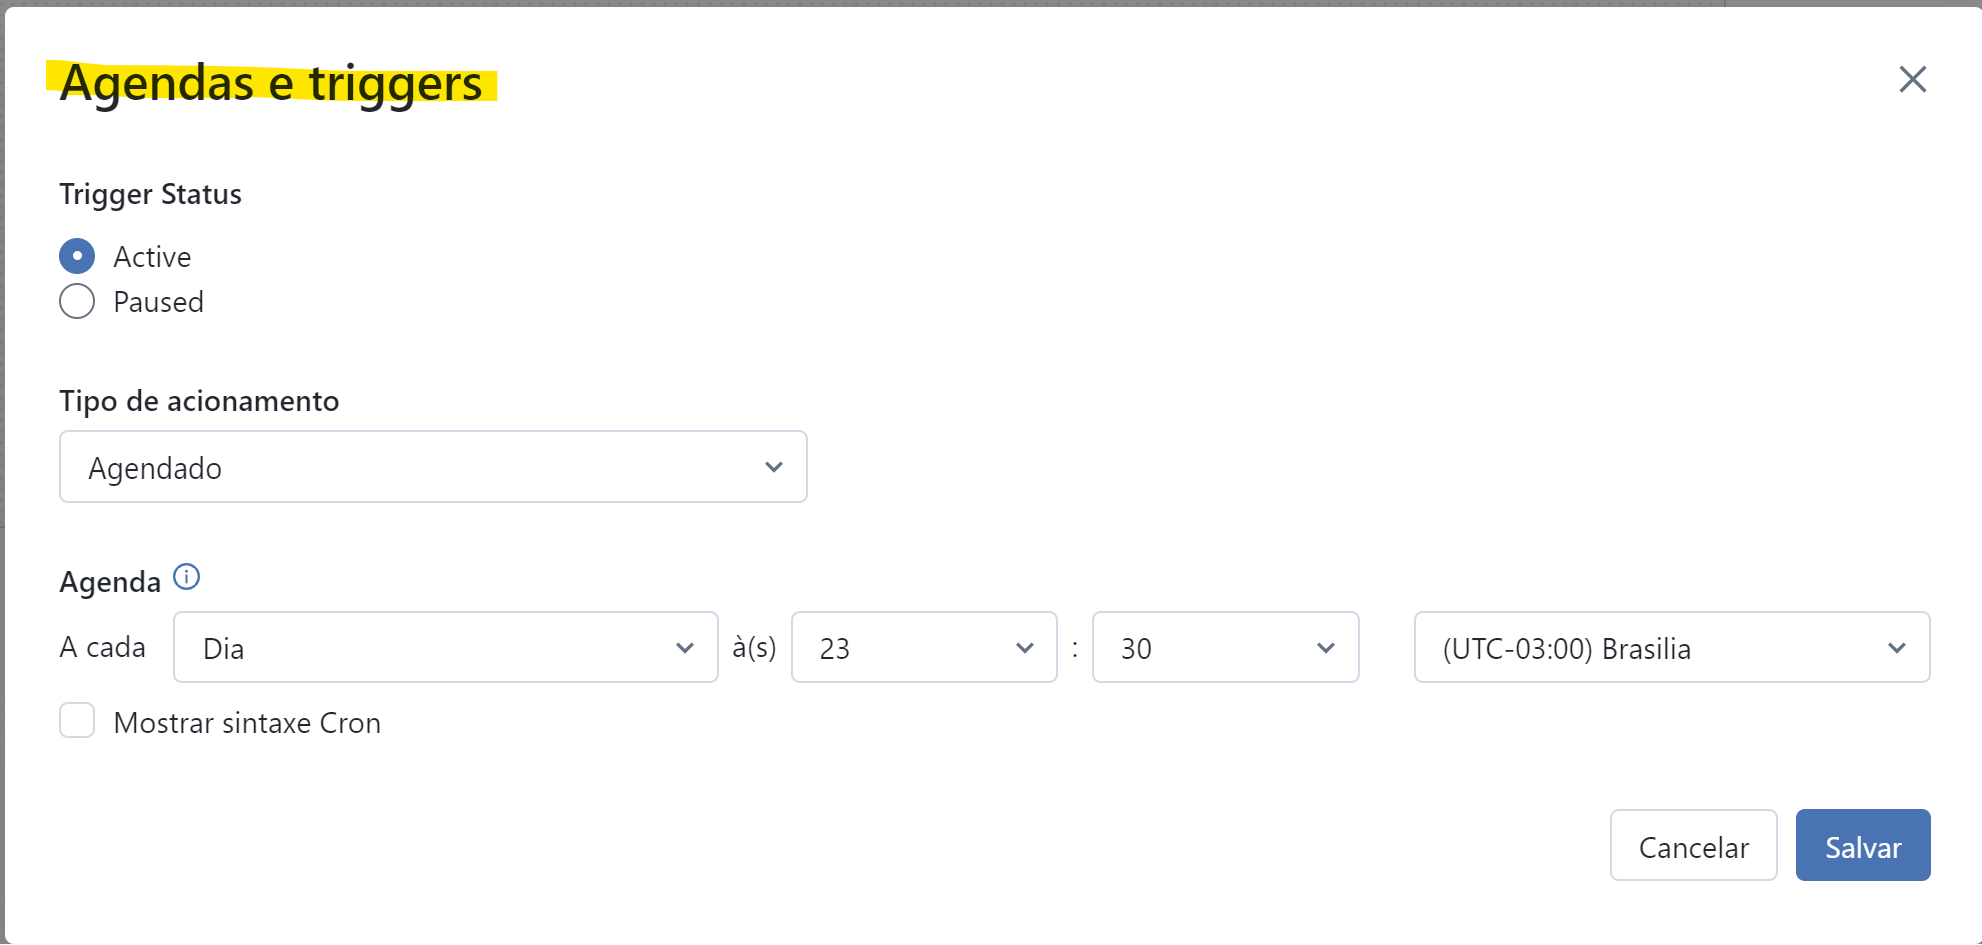 Agendas e triggers
Trigger Status
Active
Paused
Tipo de acionamento
Agendado
Agenda
A cada Dia à(s) 23 : 30 (UTC-03:00) Brasilia
Mostrar sintaxe Cron
Cancelar Salvar